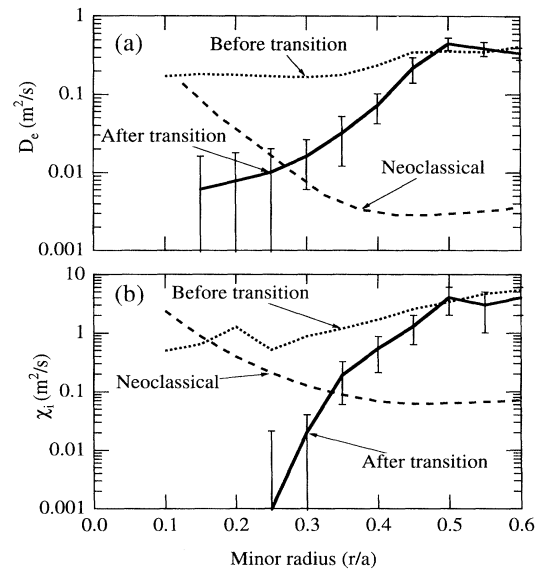 (a)
Before transition
After transition
Neoclassical
1
0.1
0.01
0.001
D_e (m²/s)
(b)
Before transition
Neoclassical
After transition
10
1
0.1
0.01
0.001
χ_i (m²/s)
0.0 0.1 0.2 0.3 0.4 0.5 0.6
Minor radius (r/a)